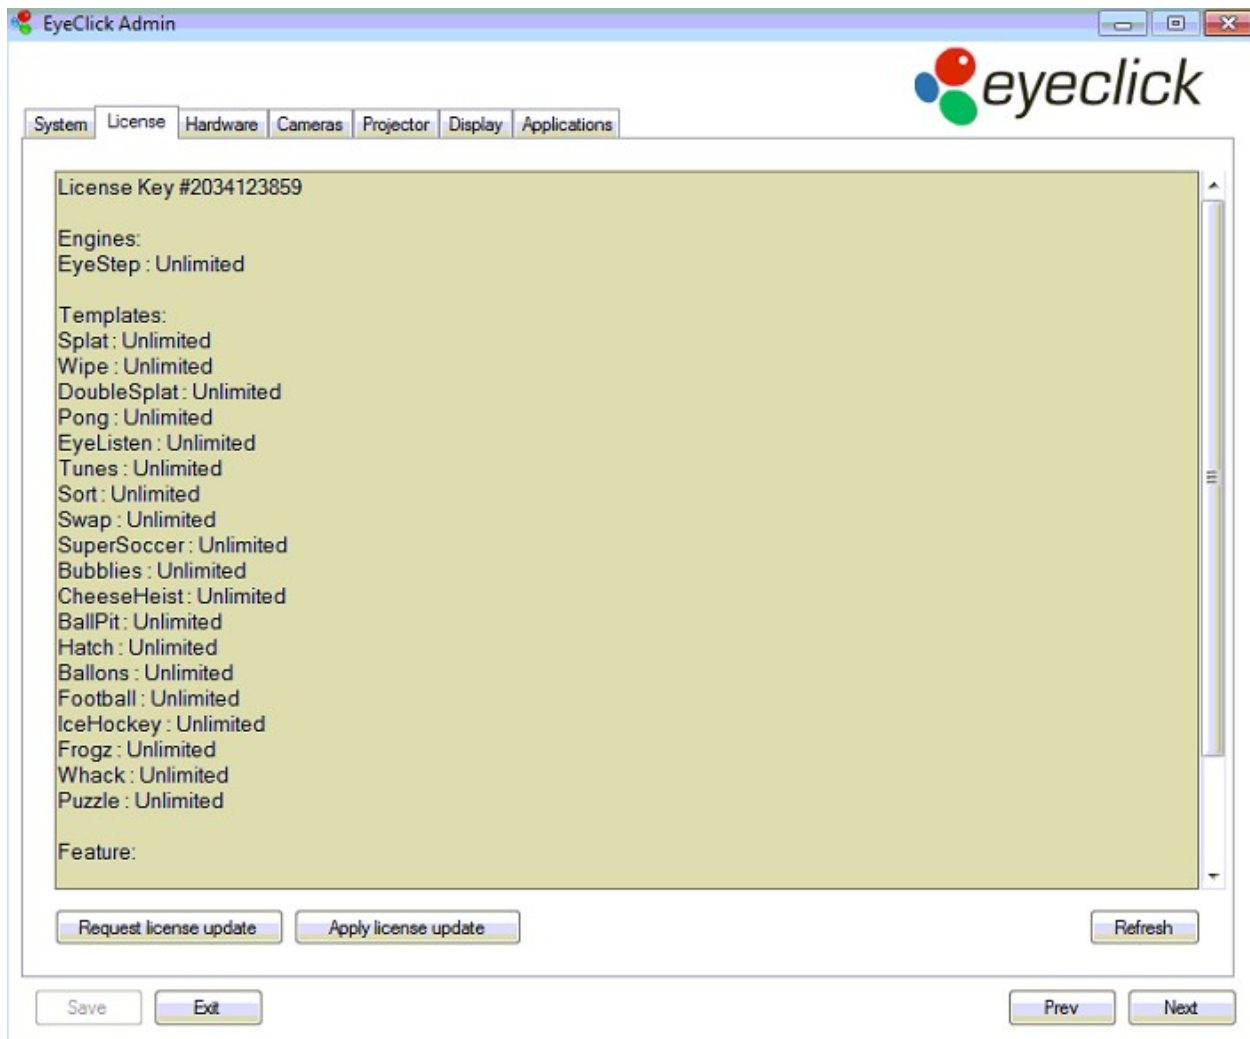 EyeClick Admin
eyeclick
System License Hardware Cameras Projector Display Applications
License Key #2034123859
Engines:
EyeStep : Unlimited
Templates:
Splat : Unlimited
Wipe : Unlimited
DoubleSplat : Unlimited
Pong : Unlimited
EyeListen : Unlimited
Tunes : Unlimited
Sort : Unlimited
Swap : Unlimited
SuperSoccer : Unlimited
Bubblies : Unlimited
CheeseHeist : Unlimited
BallPit : Unlimited
Hatch : Unlimited
Ballons : Unlimited
Football : Unlimited
IceHockey : Unlimited
Frogz : Unlimited
Whack : Unlimited
Puzzle : Unlimited
Feature:
Request license update Apply license update Refresh
Save Exit Prev Next